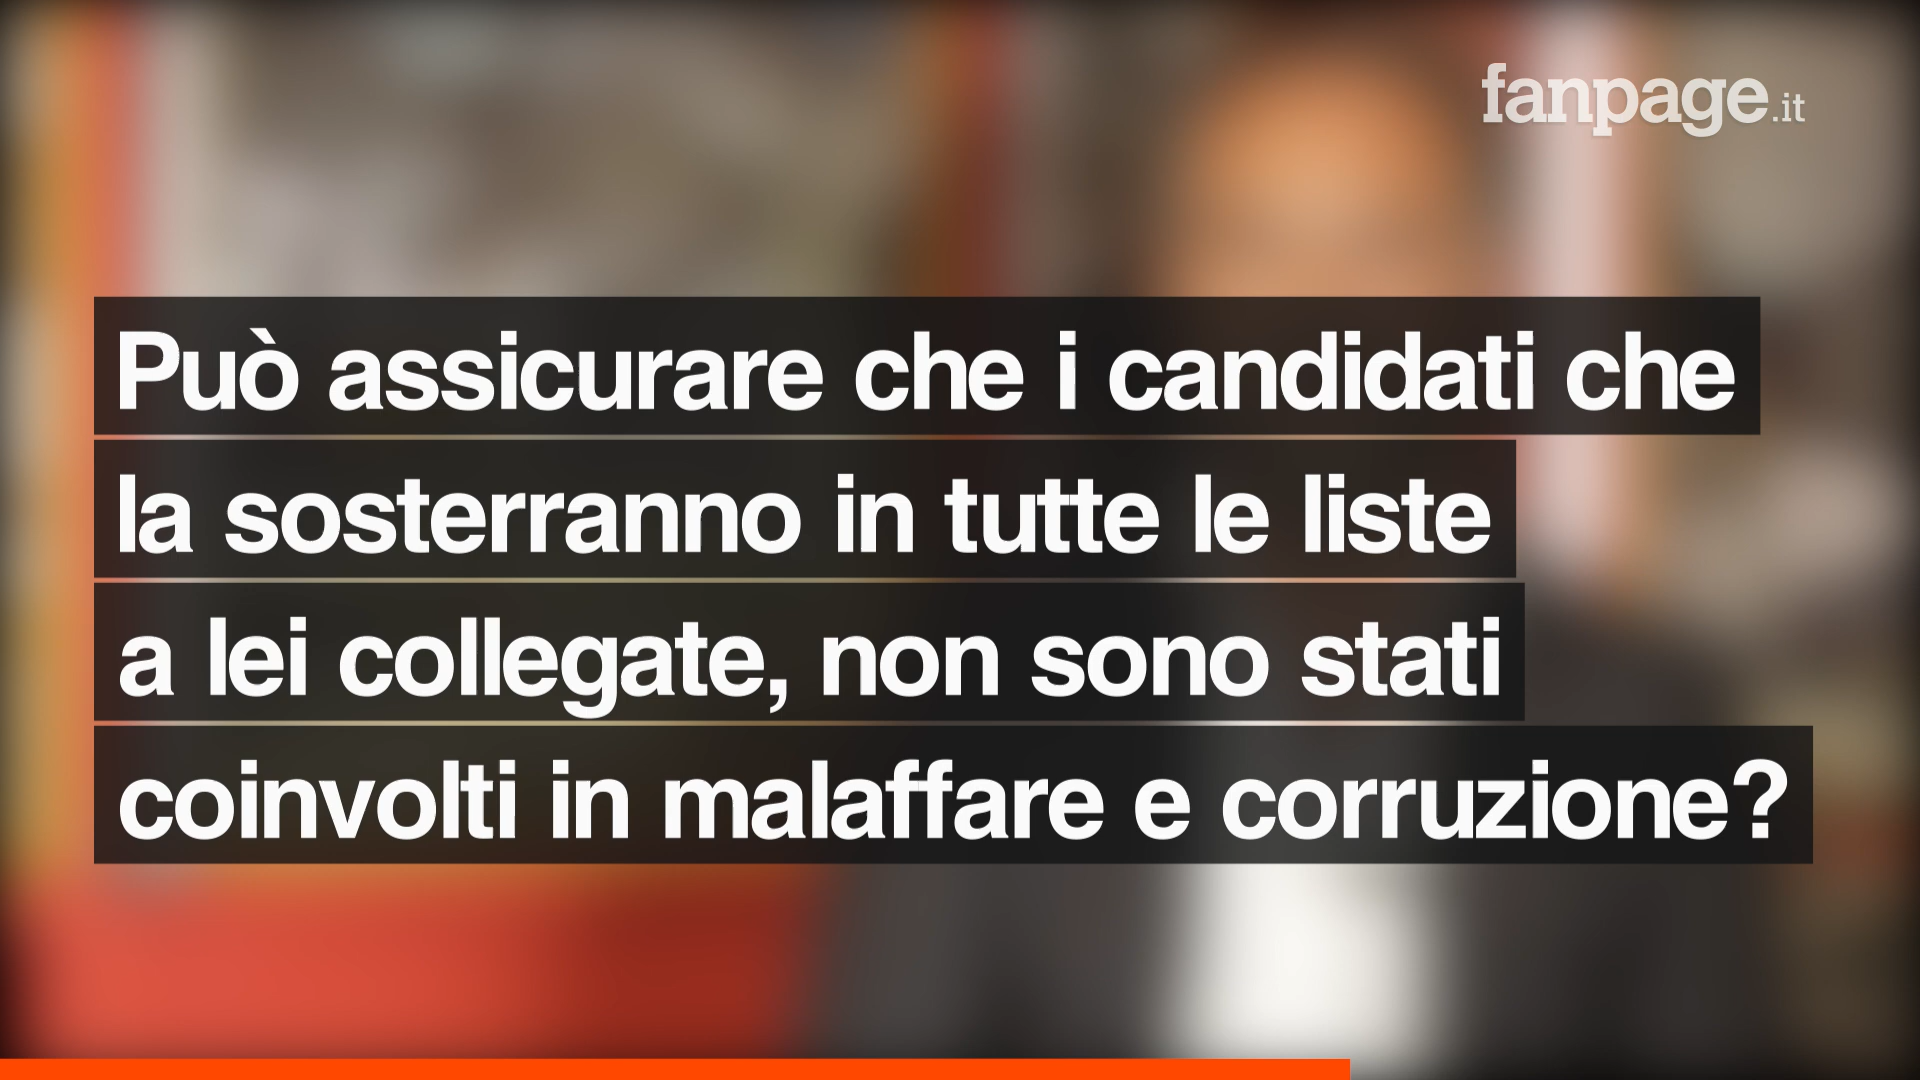 fanpage.it
Può assicurare che i candidati che
la sosterranno in tutte le liste
a lei collegate, non sono stati
coinvolti in malaffare e corruzione?